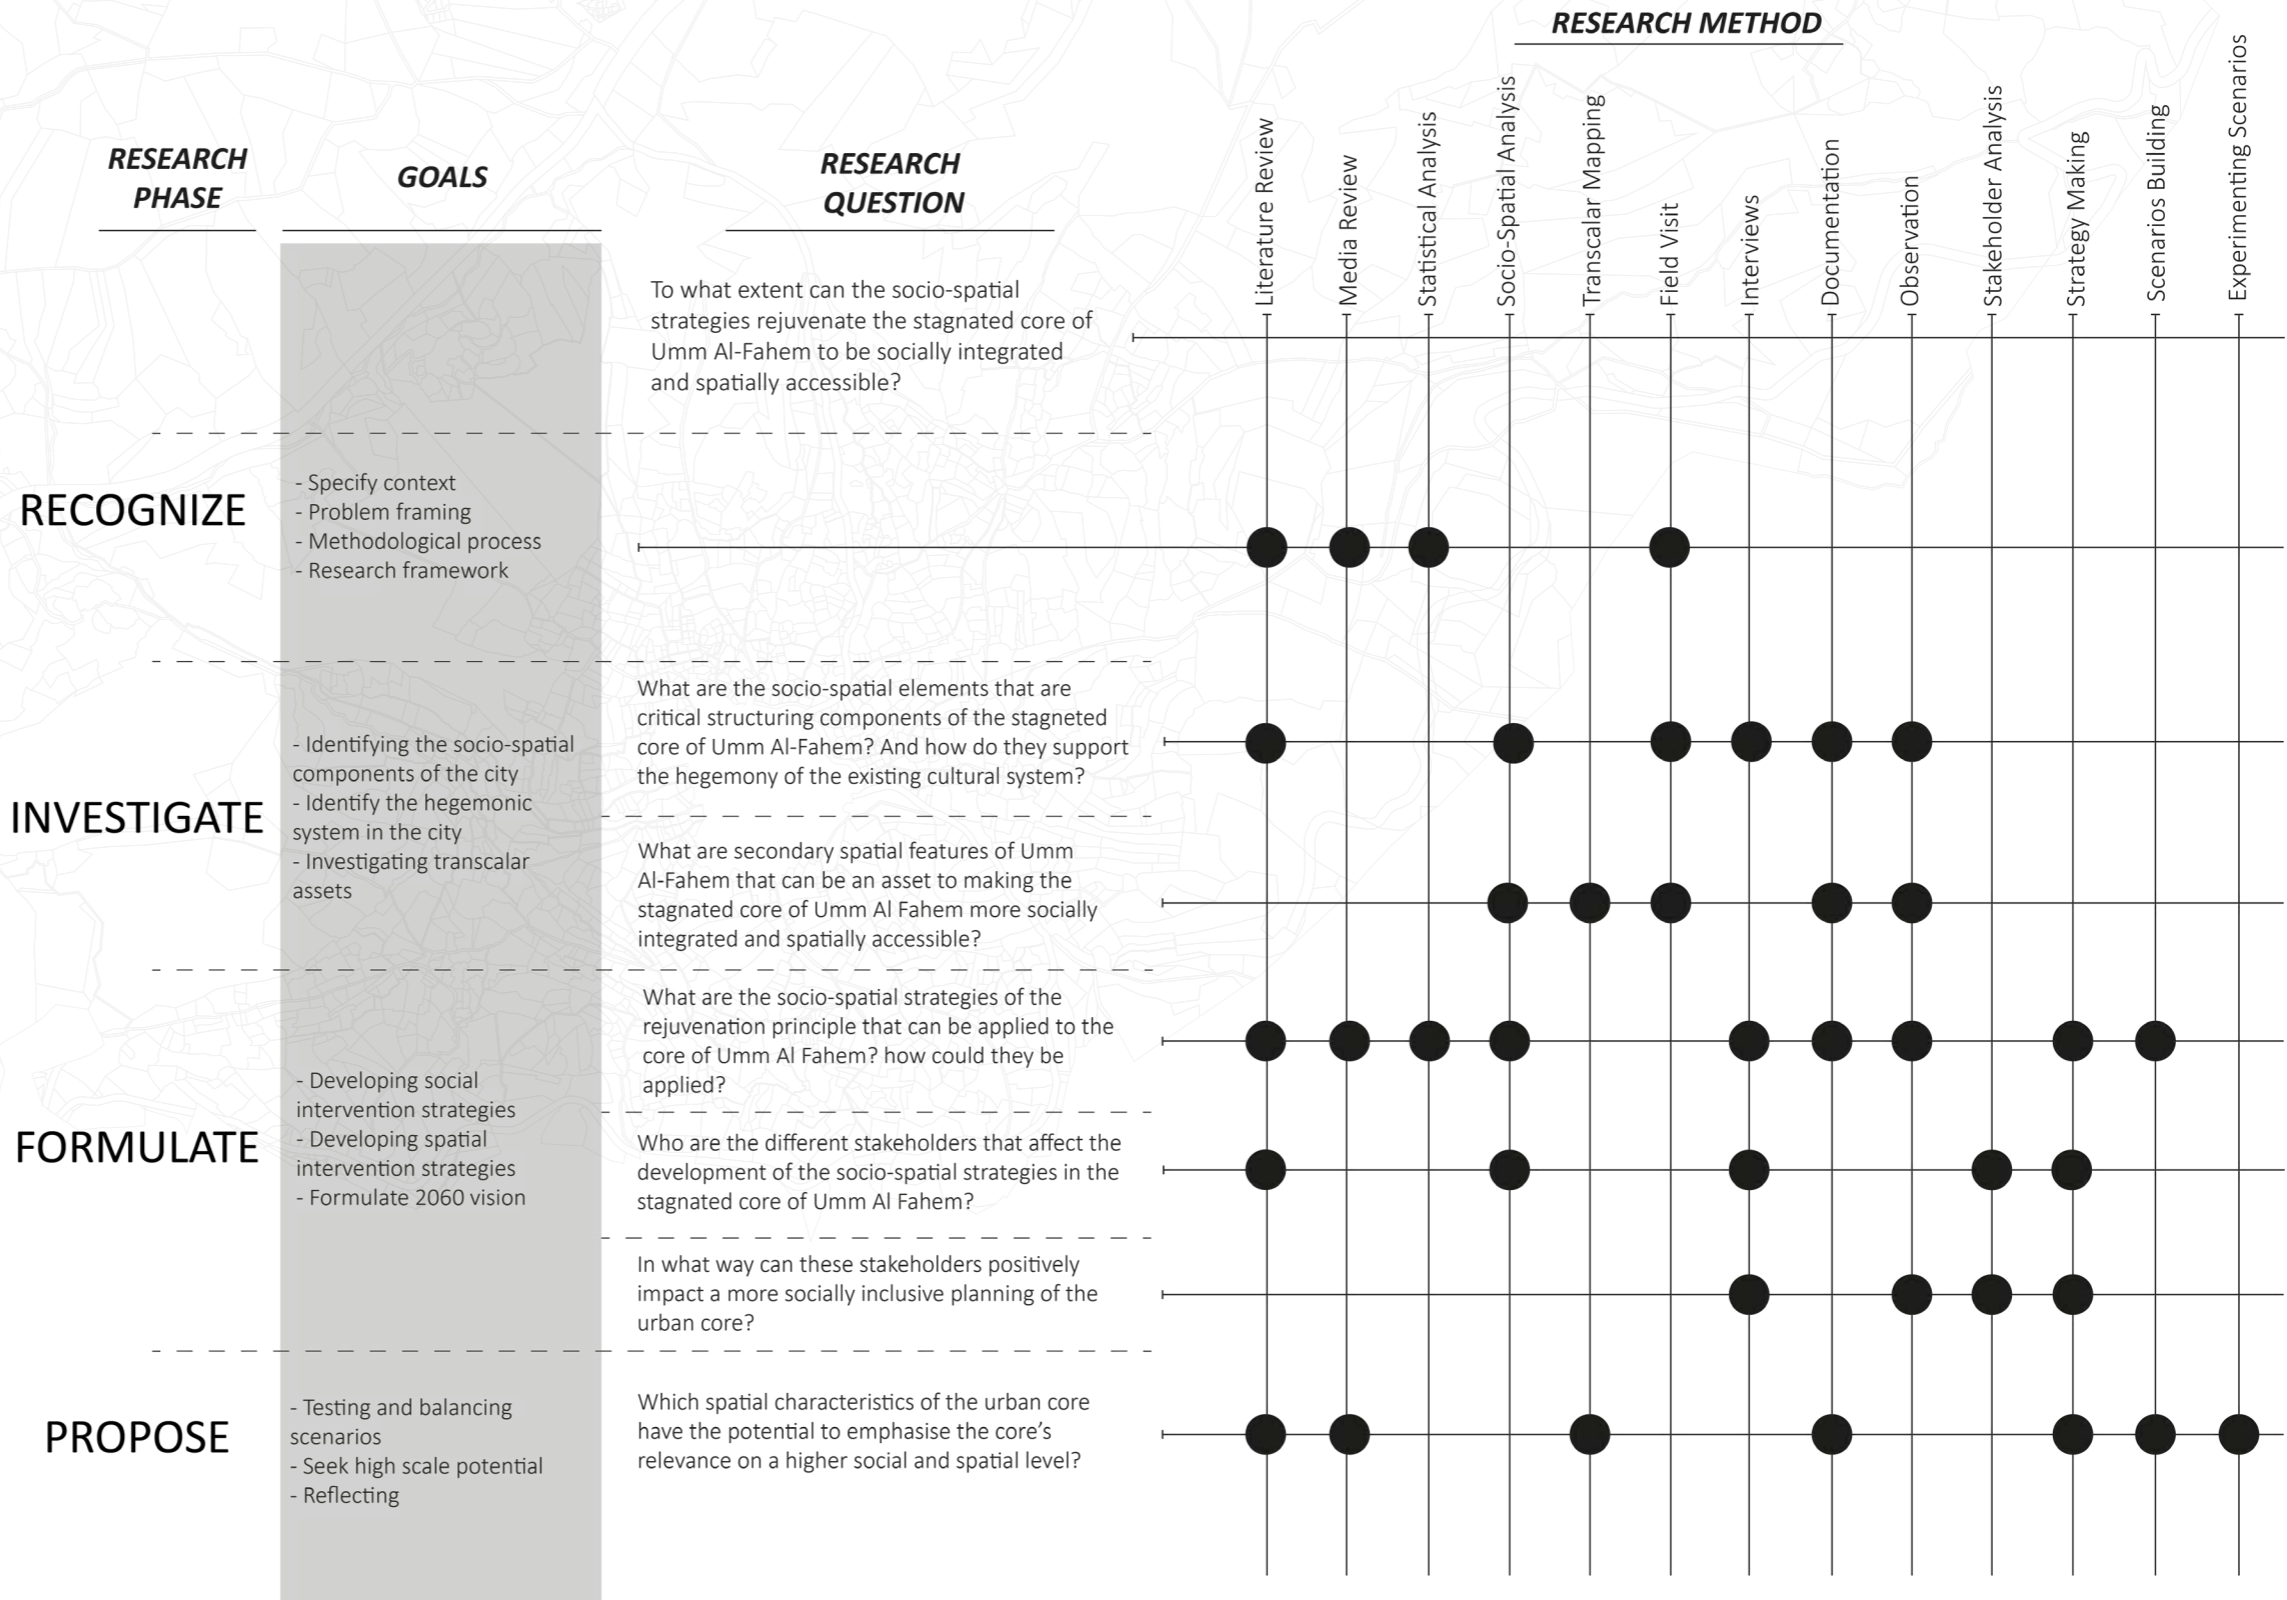 RESEARCH METHOD
RESEARCH
PHASE
GOALS
RESEARCH
QUESTION
Literature Review
Media Review
Statistical Analysis
Socio-Spatial Analysis
Transcalar Mapping
Field Visit
Interviews
Documentation
Observation
Stakeholder Analysis
Strategy Making
Scenarios Building
Experimenting Scenarios
To what extent can the socio-spatial
strategies rejuvenate the stagnated core of
Umm Al-Fahem to be socially integrated
and spatially accessible?
RECOGNIZE
- Specify context
- Problem framing
- Methodological process
- Research framework
INVESTIGATE
- Identifying the socio-spatial
components of the city
- Identify the hegemonic
system in the city
- Investigating transcalar
assets
What are the socio-spatial elements that are
critical structuring components of the stagneted
core of Umm Al-Fahem? And how do they support
the hegemony of the existing cultural system?
What are secondary spatial features of Umm
Al-Fahem that can be an asset to making the
stagnated core of Umm Al Fahem more socially
integrated and spatially accessible?
FORMULATE
- Developing social
intervention strategies
- Developing spatial
intervention strategies
- Formulate 2060 vision
What are the socio-spatial strategies of the
rejuvenation principle that can be applied to the
core of Umm Al Fahem? how could they be
applied?
Who are the different stakeholders that affect the
development of the socio-spatial strategies in the
stagnated core of Umm Al Fahem?
In what way can these stakeholders positively
impact a more socially inclusive planning of the
urban core?
PROPOSE
- Testing and balancing
scenarios
- Seek high scale potential
- Reflecting
Which spatial characteristics of the urban core
have the potential to emphasise the core's
relevance on a higher social and spatial level?